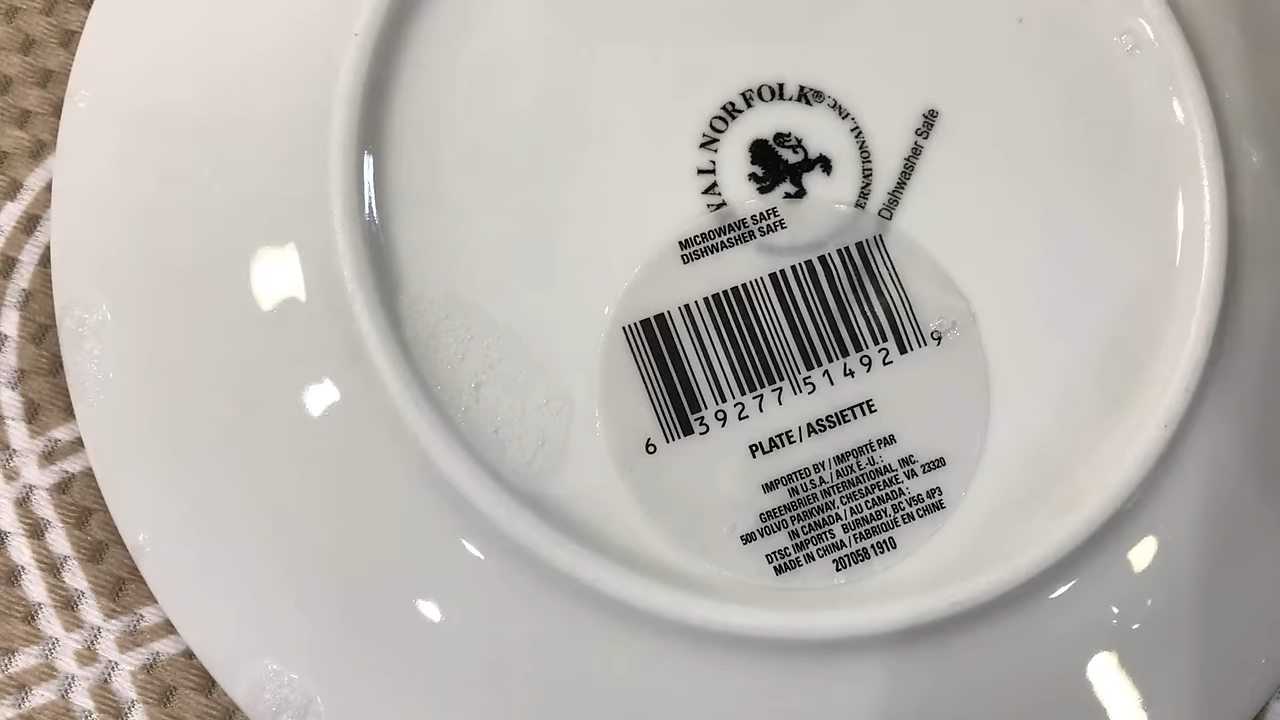 VAL NORFOLK®
ERNATIONAL, INC.
Dishwasher Safe
MICROWAVE SAFE
DISHWASHER SAFE
6 39277 51492 9
PLATE / ASSIETTE
IMPORTED BY / IMPORTÉ PAR
IN U.S.A. / AUX É.-U. :
GREENBRIER INTERNATIONAL, INC.
500 VOLVO PARKWAY, CHESAPEAKE, VA 23320
IN CANADA / AU CANADA :
DTSC IMPORTS BURNABY, BC V5G 4P3
MADE IN CHINA / FABRIQUÉ EN CHINE
207058 1910